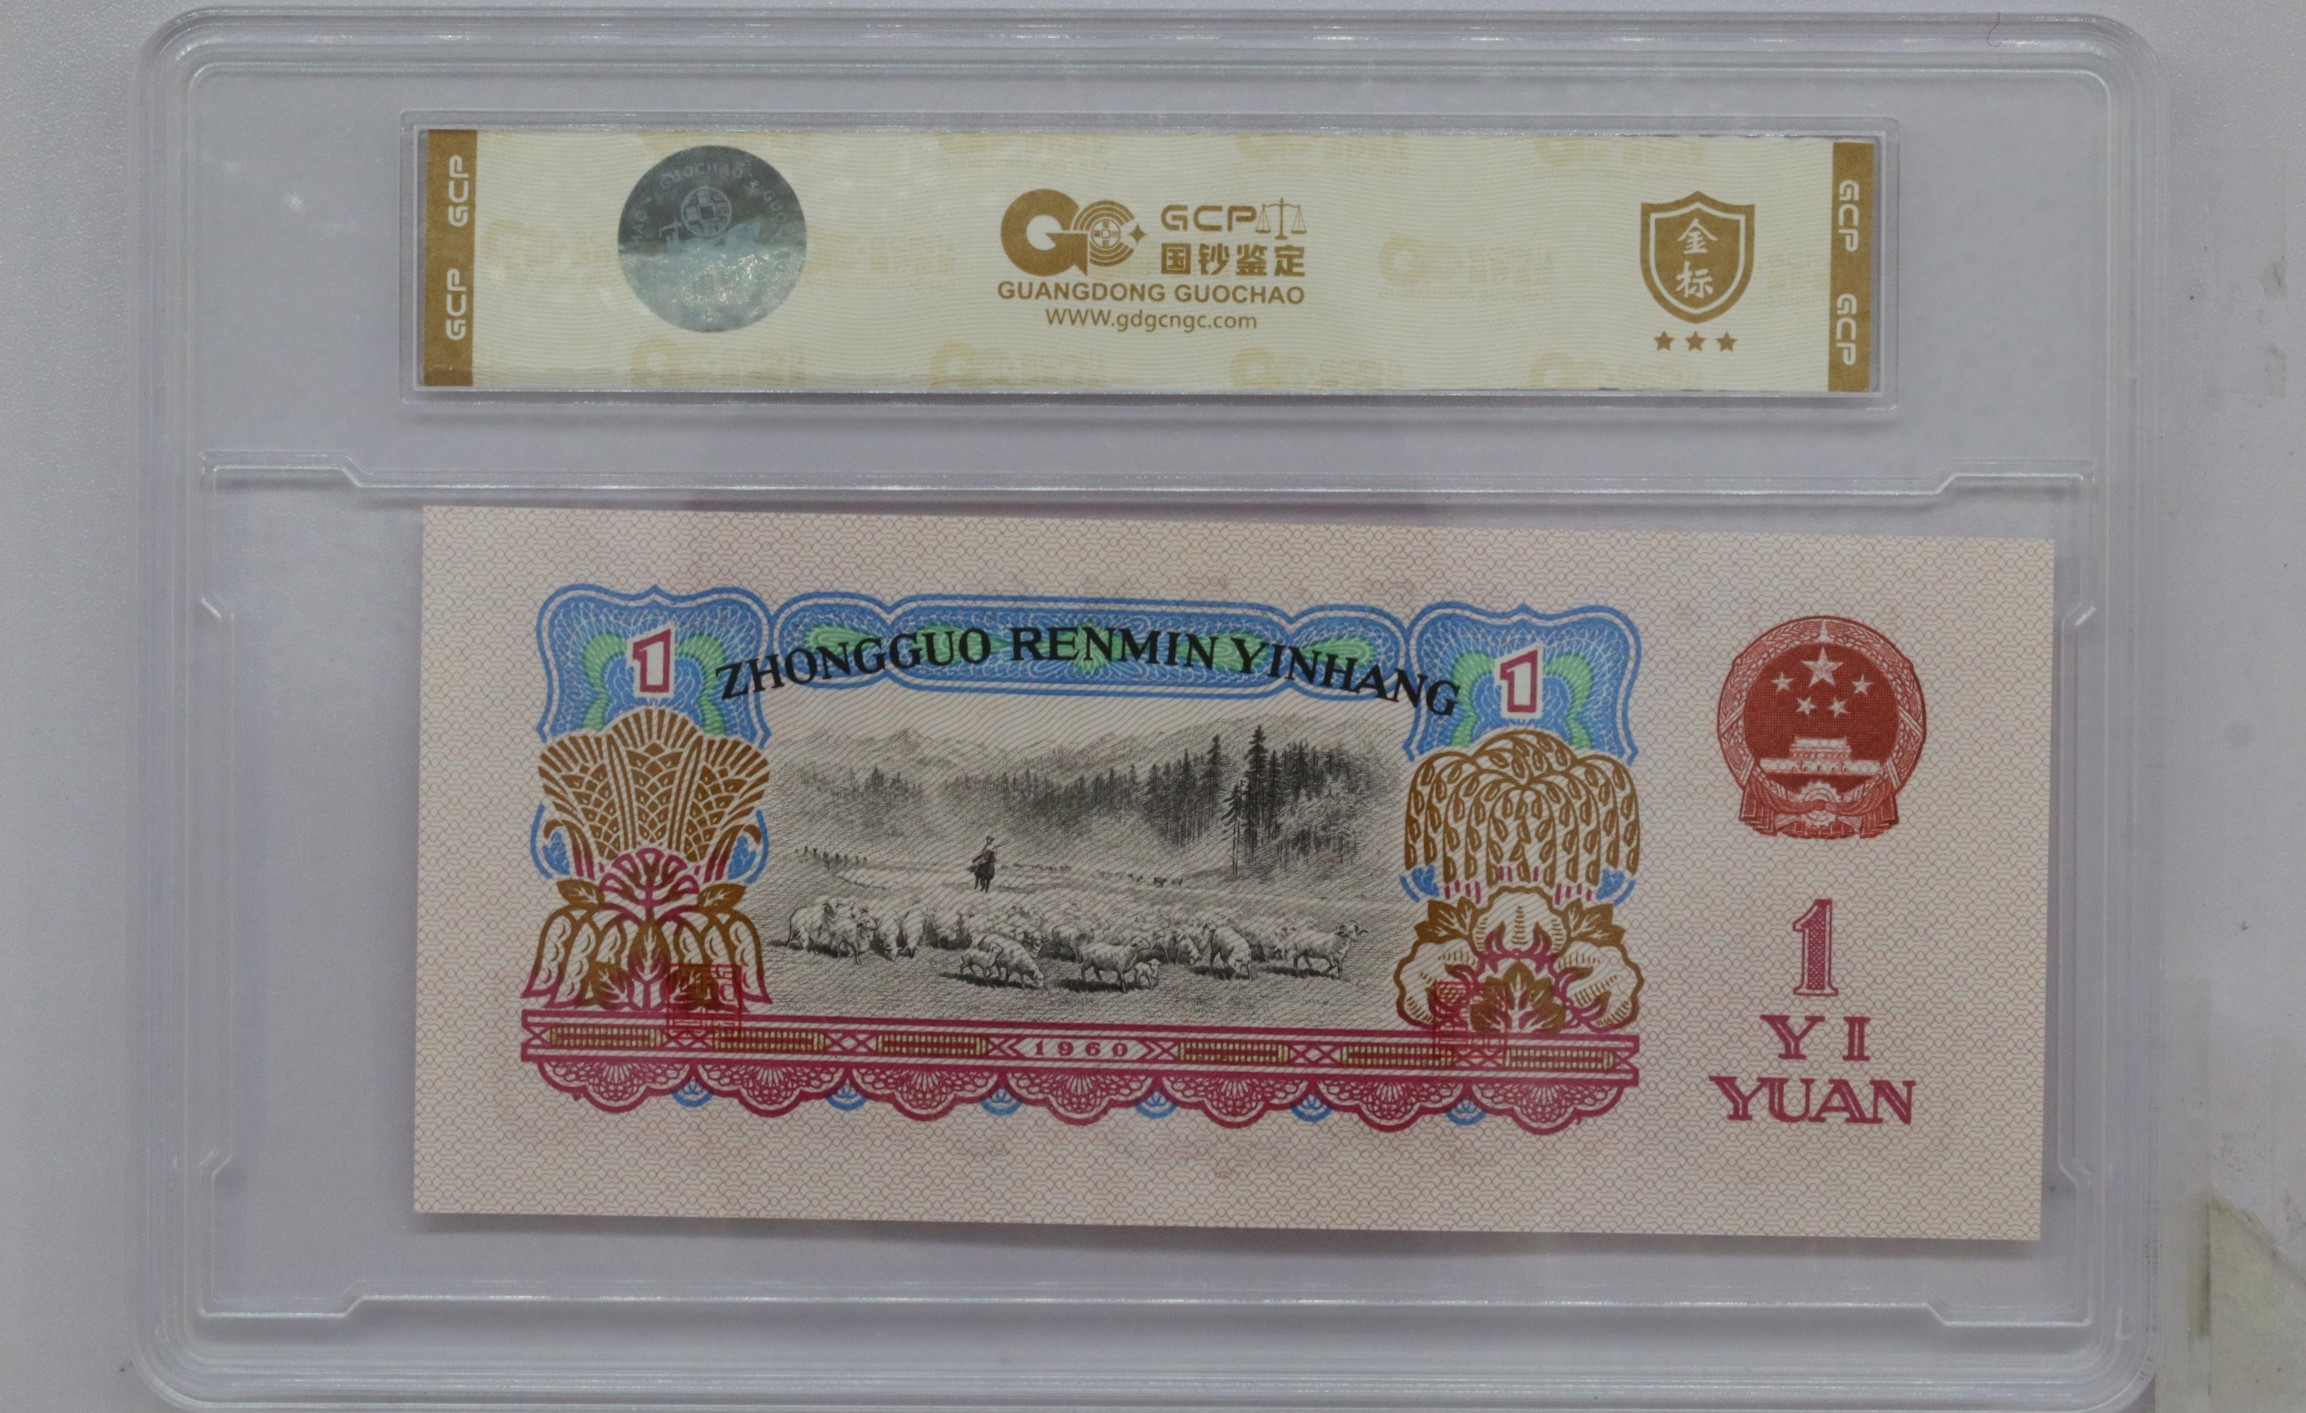 GCP
GCP
GUOCHAO
GCP
国钞鉴定
GUANGDONG GUOCHAO
WWW.gdgcngc.com
金
标
GCP
GCP
1
ZHONGGUO RENMIN YINHANG
1
1960
1
YI
YUAN